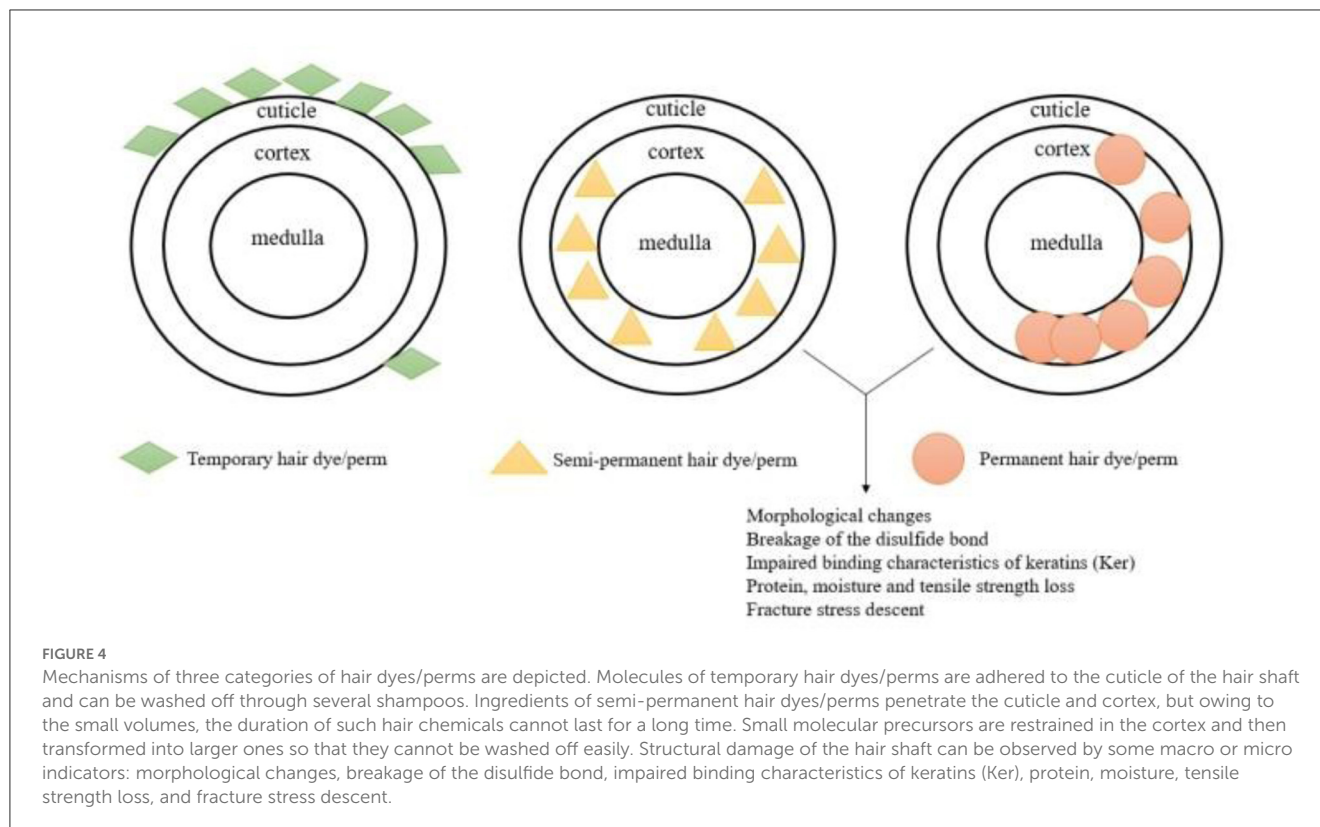 cuticle
cortex
medulla
cuticle
cortex
medulla
cuticle
cortex
medulla
Temporary hair dye/perm
Semi-permanent hair dye/perm
Permanent hair dye/perm
Morphological changes
Breakage of the disulfide bond
Impaired binding characteristics of keratins (Ker)
Protein, moisture and tensile strength loss
Fracture stress descent
FIGURE 4
Mechanisms of three categories of hair dyes/perms are depicted. Molecules of temporary hair dyes/perms are adhered to the cuticle of the hair shaft
and can be washed off through several shampoos. Ingredients of semi-permanent hair dyes/perms penetrate the cuticle and cortex, but owing to
the small volumes, the duration of such hair chemicals cannot last for a long time. Small molecular precursors are restrained in the cortex and then
transformed into larger ones so that they cannot be washed off easily. Structural damage of the hair shaft can be observed by some macro or micro
indicators: morphological changes, breakage of the disulfide bond, impaired binding characteristics of keratins (Ker), protein, moisture, tensile
strength loss, and fracture stress descent.